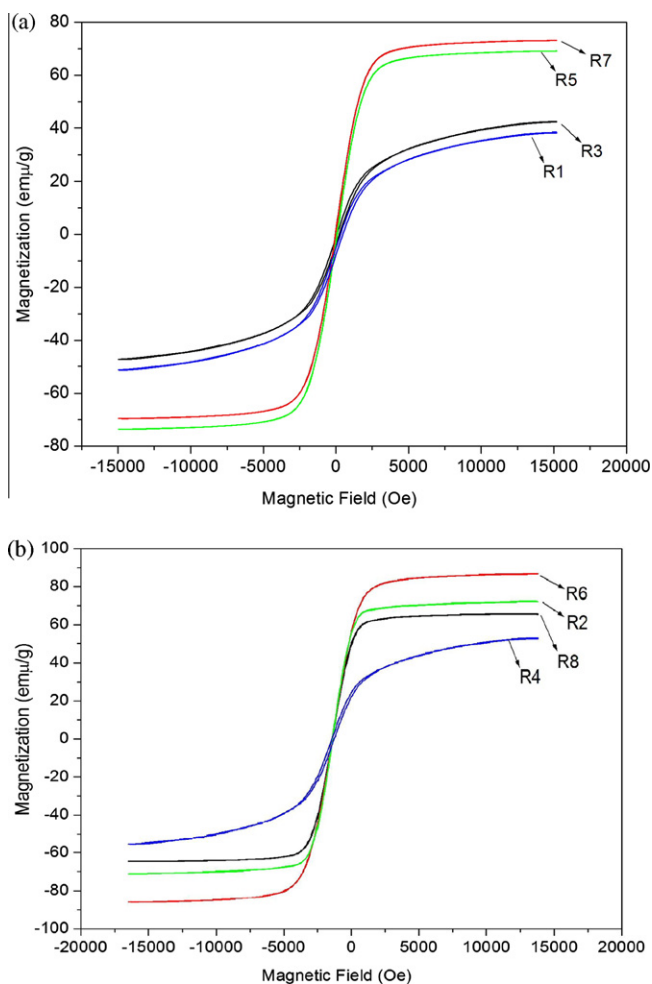 (a)
80
60
40
20
0
-20
-40
-60
-80
Magnetization (emμ/g)
R7
R5
R3
R1
-15000 -10000 -5000 0 5000 10000 15000 20000
Magnetic Field (Oe)
(b)
100
80
60
40
20
0
-20
-40
-60
-80
-100
Magnetization (emμ/g)
R6
R2
R8
R4
-20000 -15000 -10000 -5000 0 5000 10000 15000 20000
Magnetic Field (Oe)